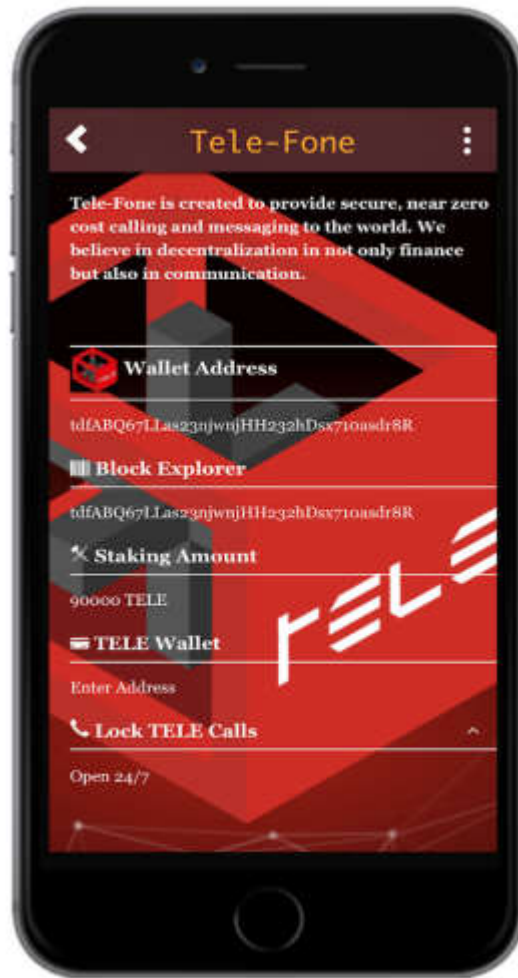 Tele-Fone
Tele-Fone is created to provide secure, near zero
cost calling and messaging to the world. We
believe in decentralization in not only finance
but also in communication.
Wallet Address
tdfABQ67LLas23njwnjHH232hDsx710asdr8R
Block Explorer
tdfABQ67LLas23njwnjHH232hDsx710asdr8R
Staking Amount
90000 TELE
TELE
TELE Wallet
Enter Address
Lock TELE Calls
Open 24/7